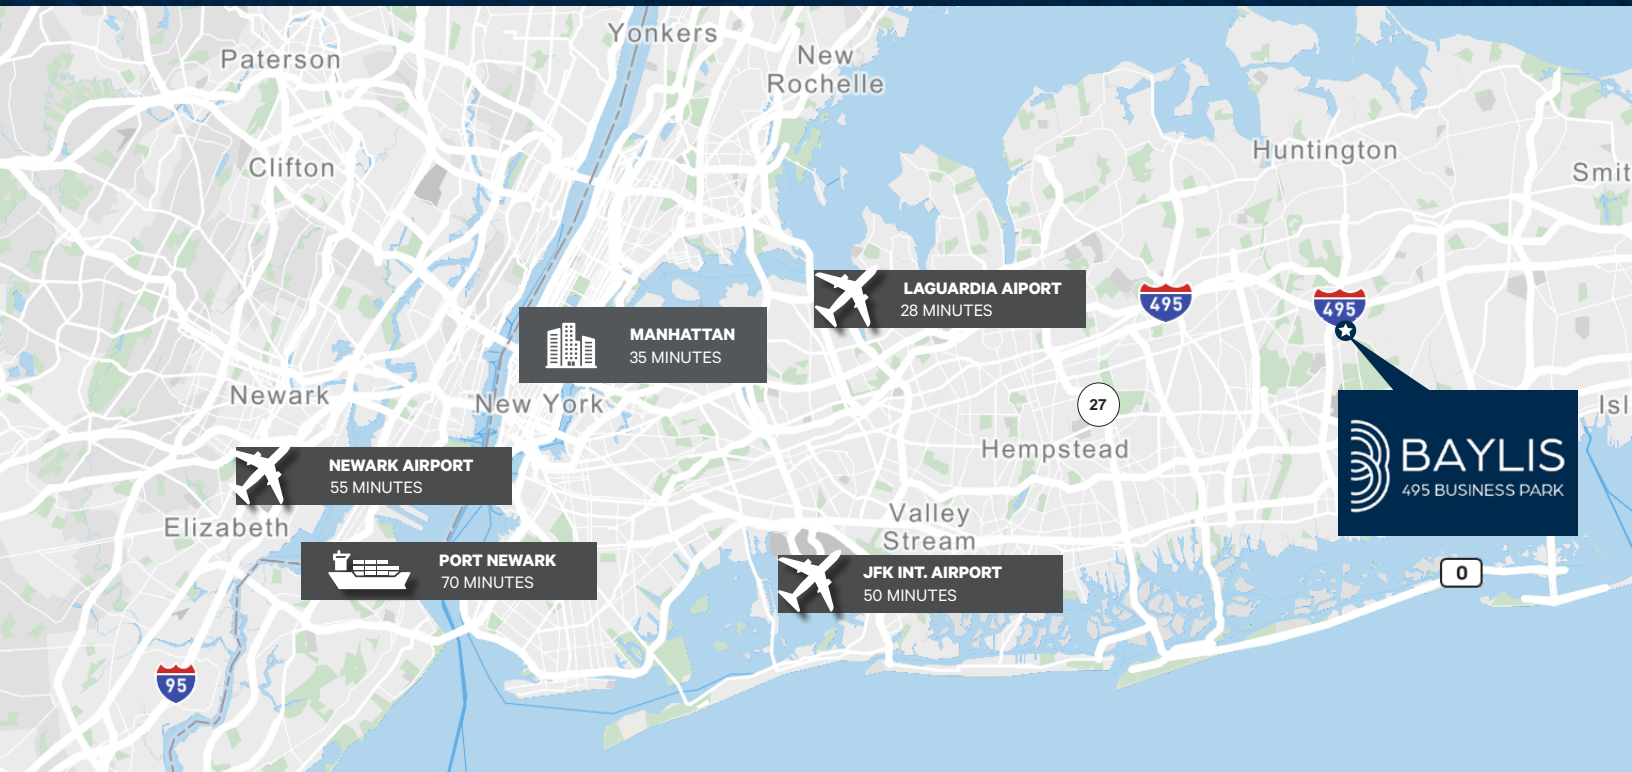 Yonkers
Paterson
New
Rochelle
Clifton
Huntington
Smit
LAGUARDIA AIPORT
28 MINUTES
495
495
MANHATTAN
35 MINUTES
Newark
New York
27
Isl
Hempstead
BAYLIS
495 BUSINESS PARK
NEWARK AIRPORT
55 MINUTES
Elizabeth
Valley
Stream
PORT NEWARK
70 MINUTES
JFK INT. AIRPORT
50 MINUTES
0
95